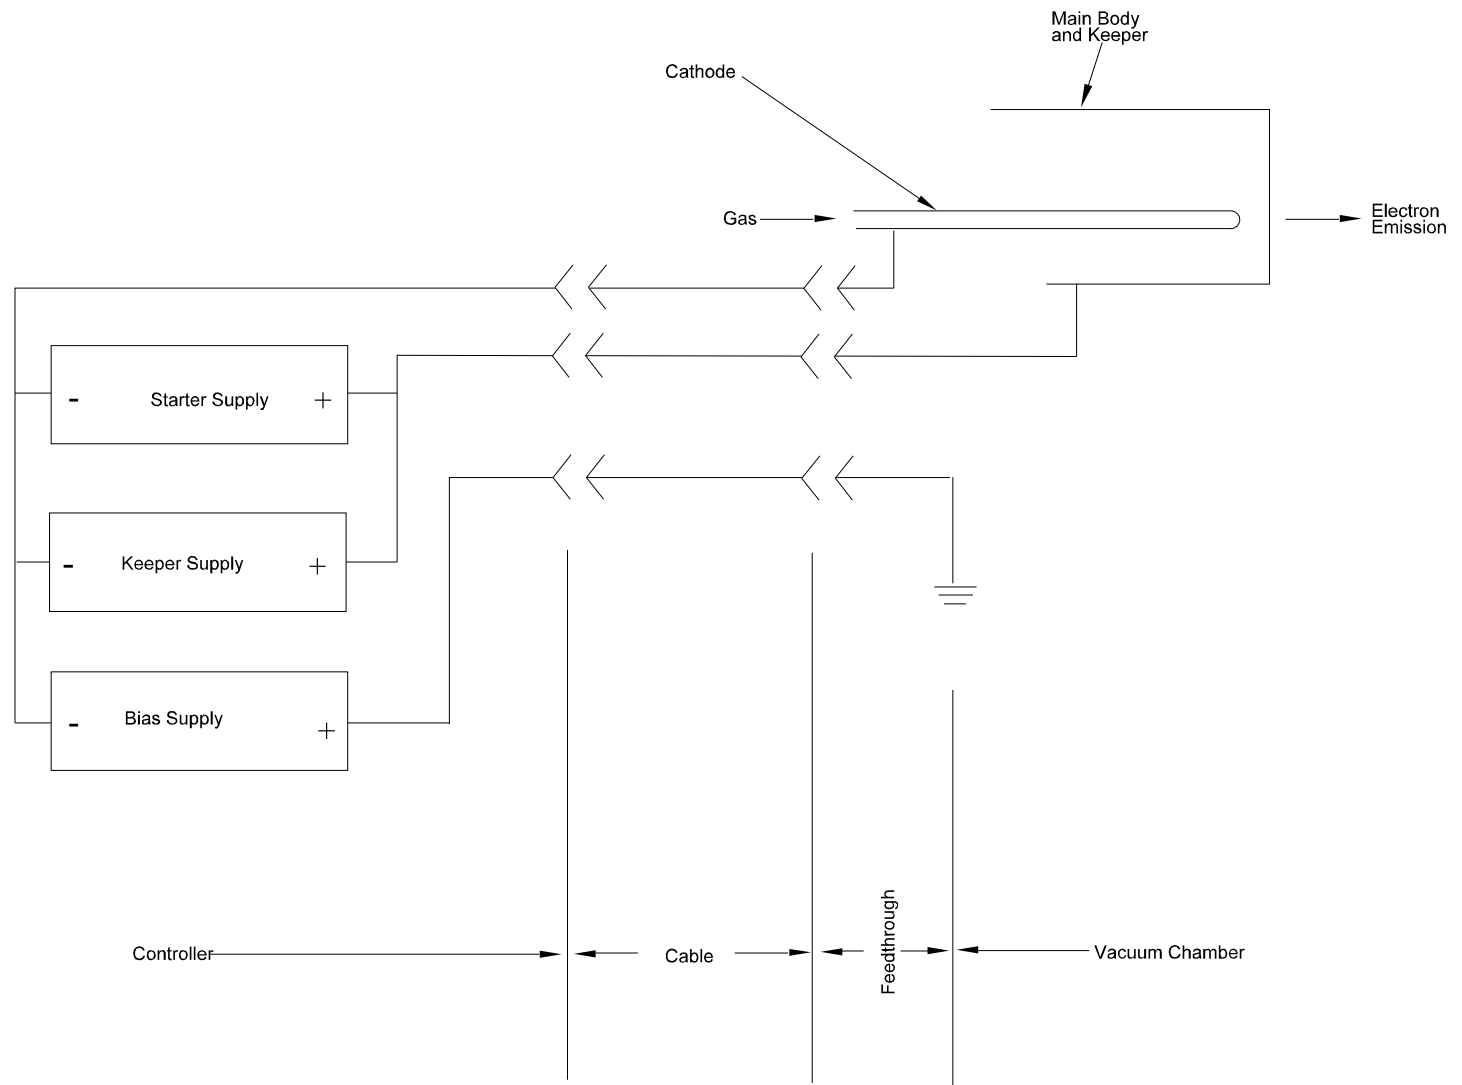 Main Body
and Keeper
Cathode
Gas
Electron
Emission
- Starter Supply +
- Keeper Supply +
- Bias Supply +
Controller
Cable
Feedthrough
Vacuum Chamber